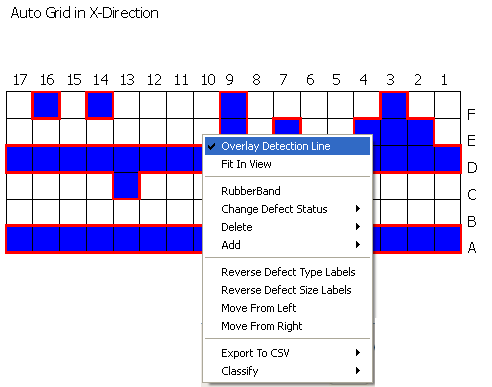 Auto Grid in X-Direction
17 16 15 14 13 12 11 10 9 8 7 6 5 4 3 2 1
F
E
D
C
B
A
Overlay Detection Line
Fit In View
RubberBand
Change Defect Status
Delete
Add
Reverse Defect Type Labels
Reverse Defect Size Labels
Move From Left
Move From Right
Export To CSV
Classify